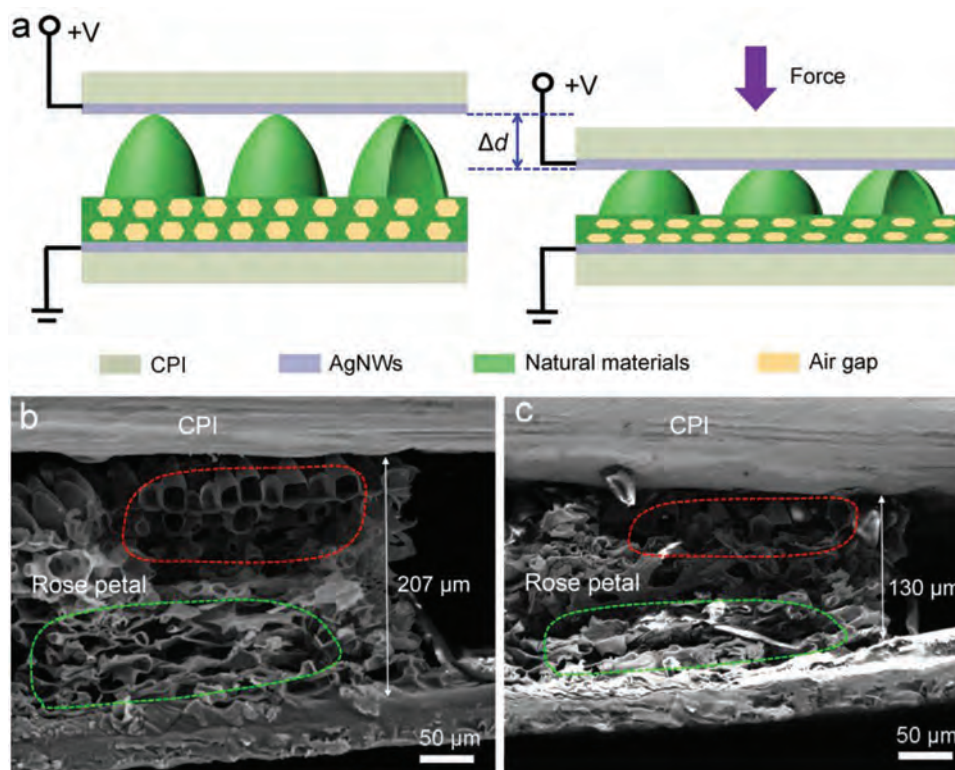 a
+V
+V
Force
Δd
CPI
AgNWs
Natural materials
Air gap
b
CPI
Rose petal
207 μm
50 μm
c
CPI
Rose petal
130 μm
50 μm